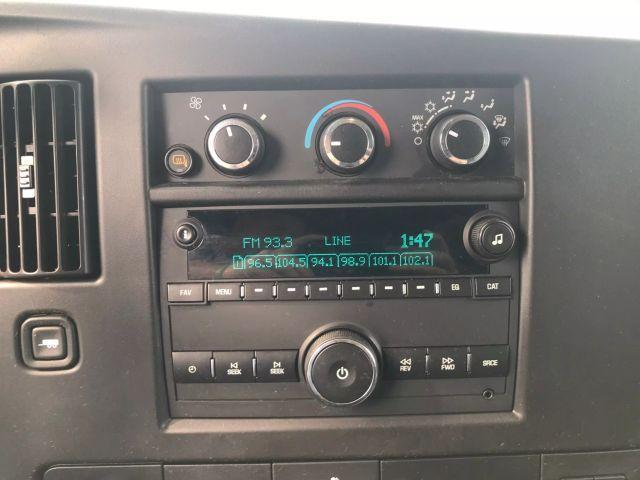 MAX
FM 93.3 LINE 1:47
1 96.5 104.5 94.1 98.9 101.1 102.1
FAV MENU EQ CAT
SEEK SEEK REV FWD SRCE